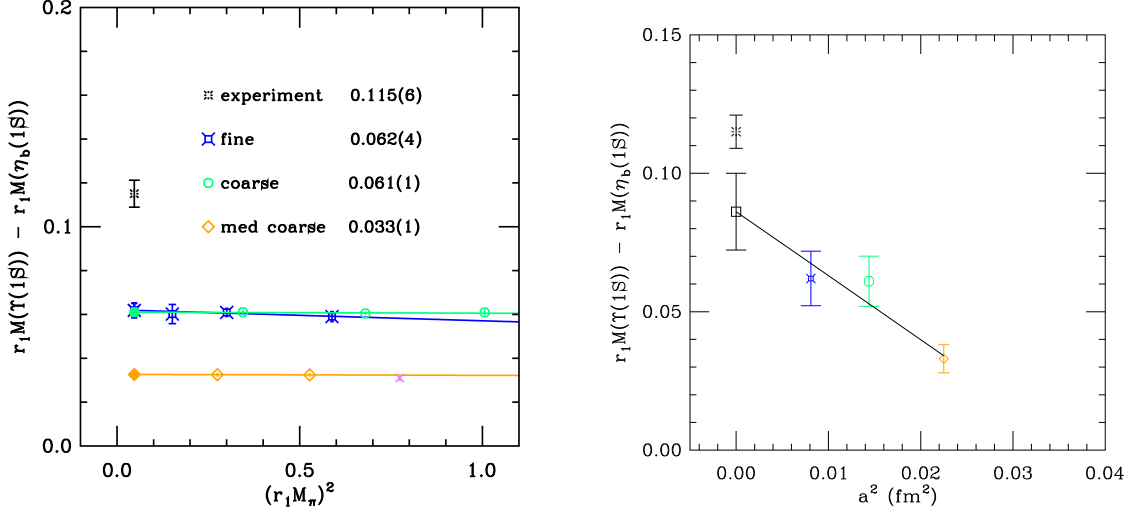 0.2
0.1
0.0
r₁M(ϒ(1S)) − r₁M(η_b(1S))
experiment 0.115(6)
fine 0.062(4)
coarse 0.061(1)
med coarse 0.033(1)
0.0 0.5 1.0
(r₁M_π)²
0.15
0.10
0.05
0.00
r₁M(ϒ(1S)) − r₁M(η_b(1S))
0.00 0.01 0.02 0.03 0.04
a² (fm²)